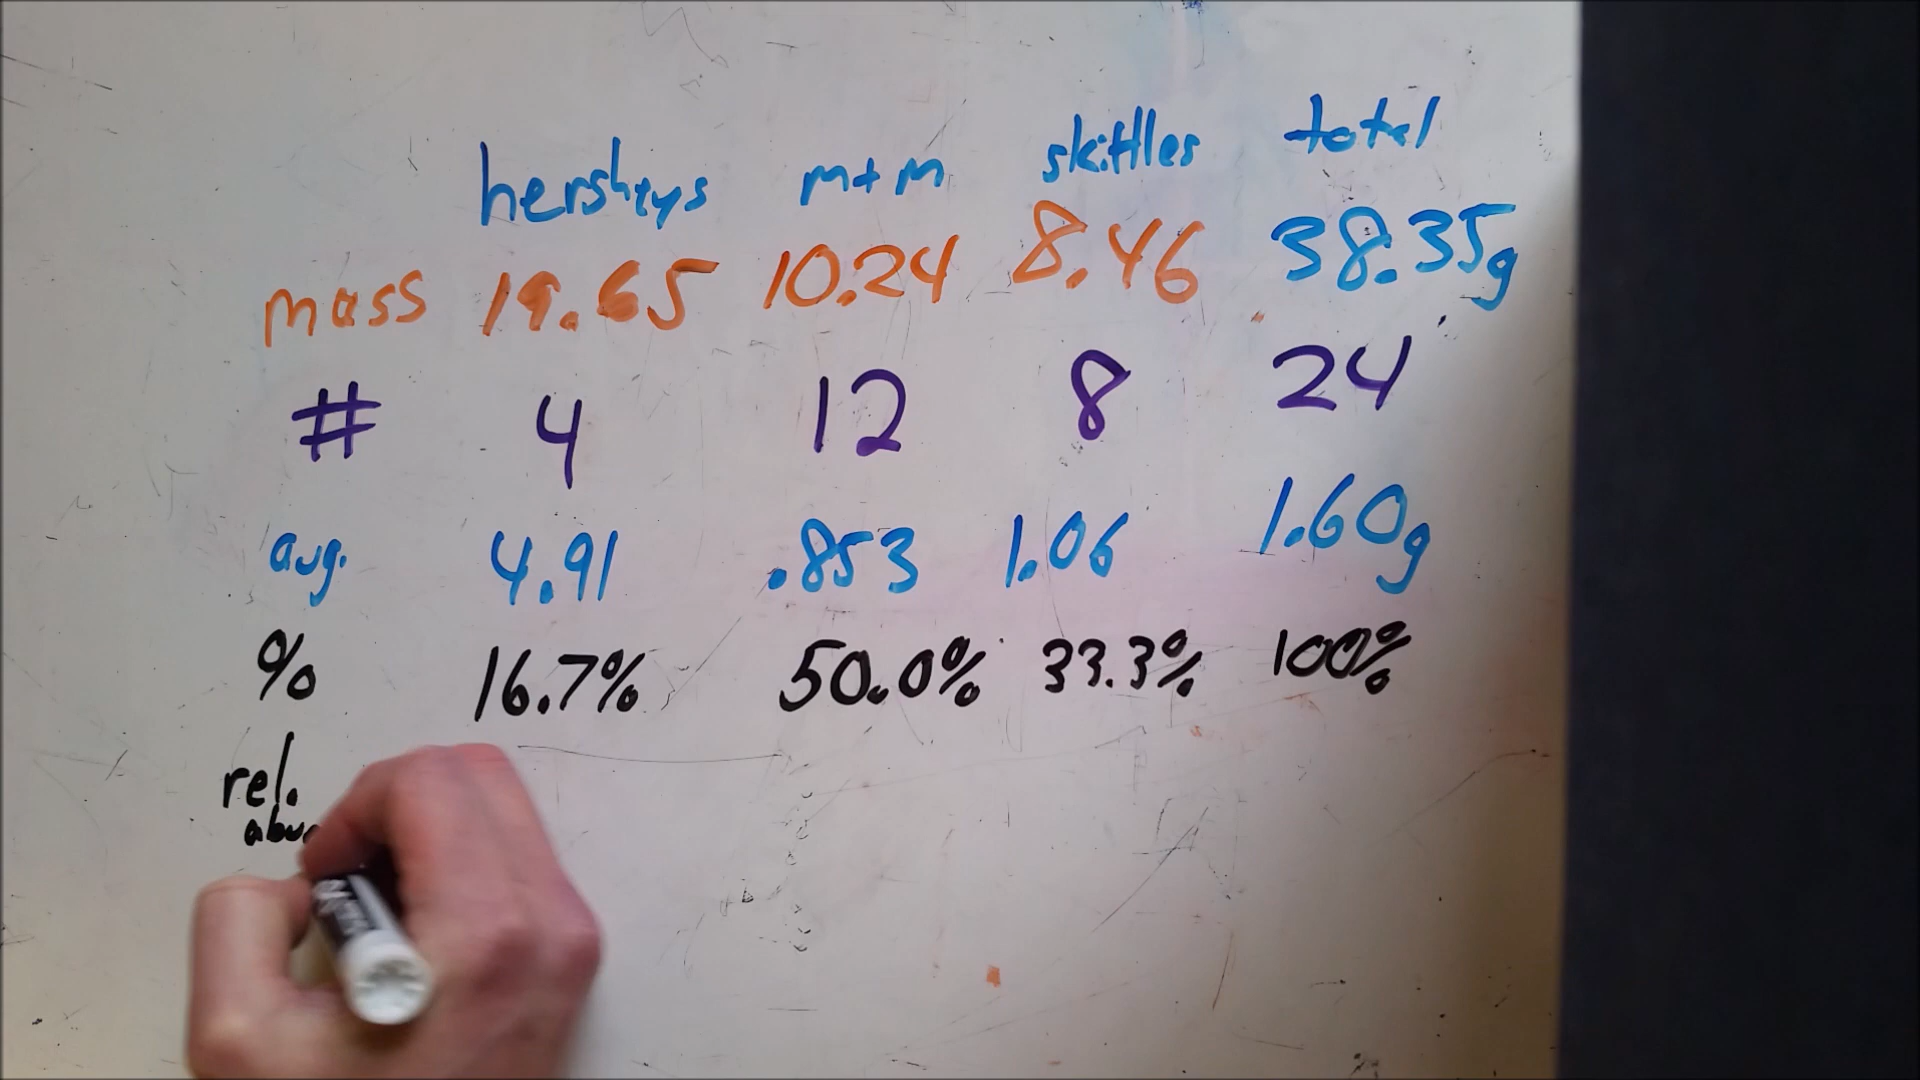 hersheys m+m skittles total
mass 19.65 10.24 8.46 38.35g
# 4 12 8 24
avg. 4.91 .853 1.06 1.60g
% 16.7% 50.0% 33.3% 100%
rel.